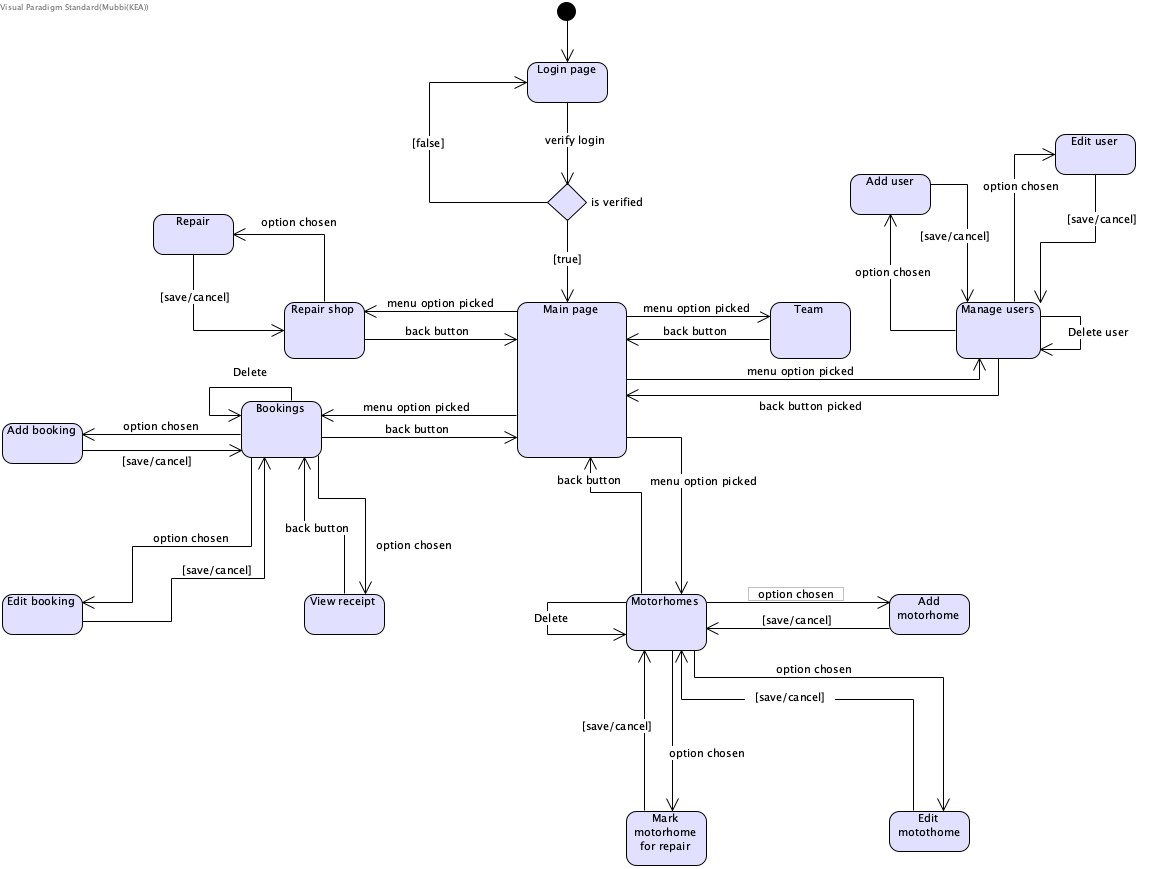 Visual Paradigm Standard(Mubbi(KEA))
Login page
[false]
verify login
is verified
[true]
Edit user
Add user
option chosen
[save/cancel]
[save/cancel]
option chosen
Repair
option chosen
[save/cancel]
Repair shop
menu option picked
back button
Main page
menu option picked
back button
Team
Manage users
Delete user
menu option picked
back button picked
Delete
Bookings
menu option picked
back button
Add booking
option chosen
[save/cancel]
back button
menu option picked
option chosen
[save/cancel]
back button
option chosen
Edit booking
View receipt
Motorhomes
Delete
option chosen
[save/cancel]
Add
motorhome
option chosen
[save/cancel]
[save/cancel]
option chosen
Mark
motorhome
for repair
Edit
motothome